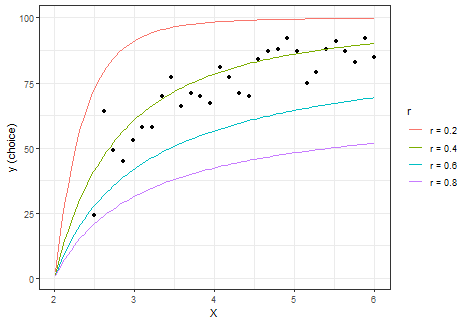 100
75
50
25
0
y (choice)
2
3
4
5
6
X
r
r = 0.2
r = 0.4
r = 0.6
r = 0.8